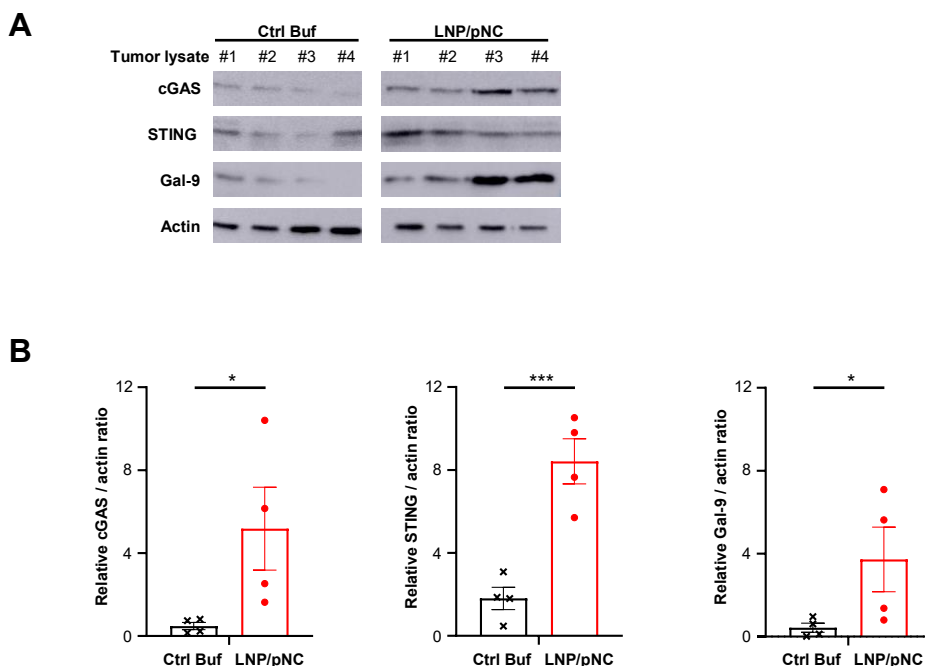 A
Ctrl Buf LNP/pNC
Tumor lysate #1 #2 #3 #4 #1 #2 #3 #4
cGAS
STING
Gal-9
Actin
B
Relative cGAS / actin ratio
12
8
4
0
*
Ctrl Buf LNP/pNC
Relative STING / actin ratio
12
8
4
0
***
Ctrl Buf LNP/pNC
Relative Gal-9 / actin ratio
12
8
4
0
*
Ctrl Buf LNP/pNC